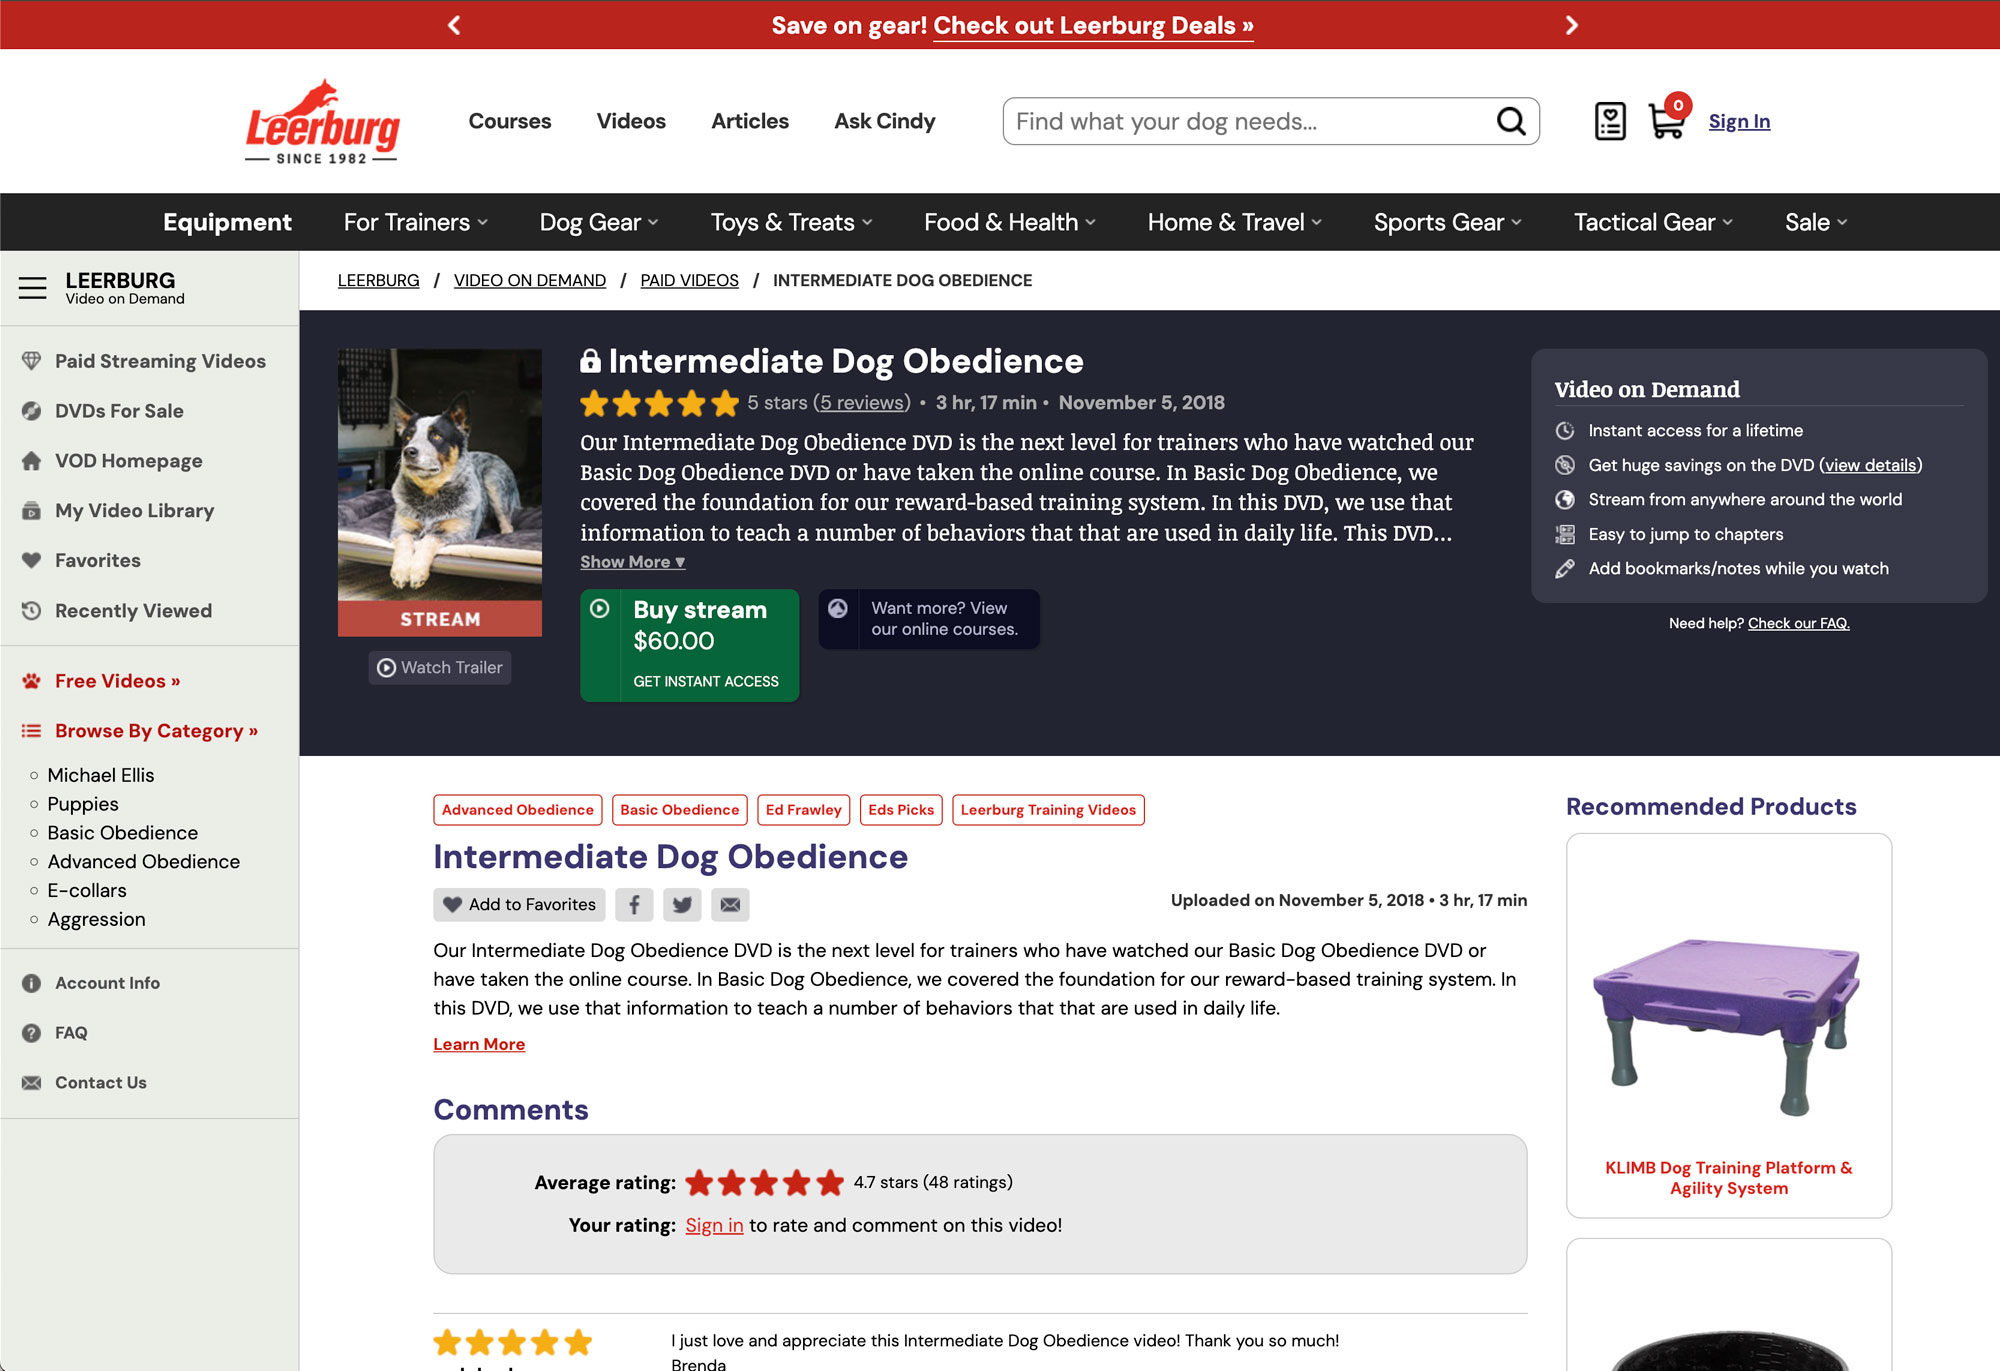 Save on gear! Check out Leerburg Deals »
Leerburg
SINCE 1982
Courses
Videos
Articles
Ask Cindy
Find what your dog needs...
0
Sign In
Equipment
For Trainers
Dog Gear
Toys & Treats
Food & Health
Home & Travel
Sports Gear
Tactical Gear
Sale
LEERBURG
Video on Demand
Paid Streaming Videos
DVDs For Sale
VOD Homepage
My Video Library
Favorites
Recently Viewed
Free Videos »
Browse By Category »
Michael Ellis
Puppies
Basic Obedience
Advanced Obedience
E-collars
Aggression
Account Info
FAQ
Contact Us
LEERBURG / VIDEO ON DEMAND / PAID VIDEOS / INTERMEDIATE DOG OBEDIENCE
STREAM
Watch Trailer
Intermediate Dog Obedience
5 stars (5 reviews) • 3 hr, 17 min • November 5, 2018
Our Intermediate Dog Obedience DVD is the next level for trainers who have watched our
Basic Dog Obedience DVD or have taken the online course. In Basic Dog Obedience, we
covered the foundation for our reward-based training system. In this DVD, we use that
information to teach a number of behaviors that that are used in daily life. This DVD...
Show More ▼
Buy stream
$60.00
GET INSTANT ACCESS
Want more? View
our online courses.
Video on Demand
Instant access for a lifetime
Get huge savings on the DVD (view details)
Stream from anywhere around the world
Easy to jump to chapters
Add bookmarks/notes while you watch
Need help? Check our FAQ.
Advanced Obedience
Basic Obedience
Ed Frawley
Eds Picks
Leerburg Training Videos
Intermediate Dog Obedience
Add to Favorites
Uploaded on November 5, 2018 • 3 hr, 17 min
Our Intermediate Dog Obedience DVD is the next level for trainers who have watched our Basic Dog Obedience DVD or
have taken the online course. In Basic Dog Obedience, we covered the foundation for our reward-based training system. In
this DVD, we use that information to teach a number of behaviors that that are used in daily life.
Learn More
Comments
Average rating: 4.7 stars (48 ratings)
Your rating: Sign in to rate and comment on this video!
I just love and appreciate this Intermediate Dog Obedience video! Thank you so much!
Brenda
Recommended Products
KLIMB Dog Training Platform &
Agility System